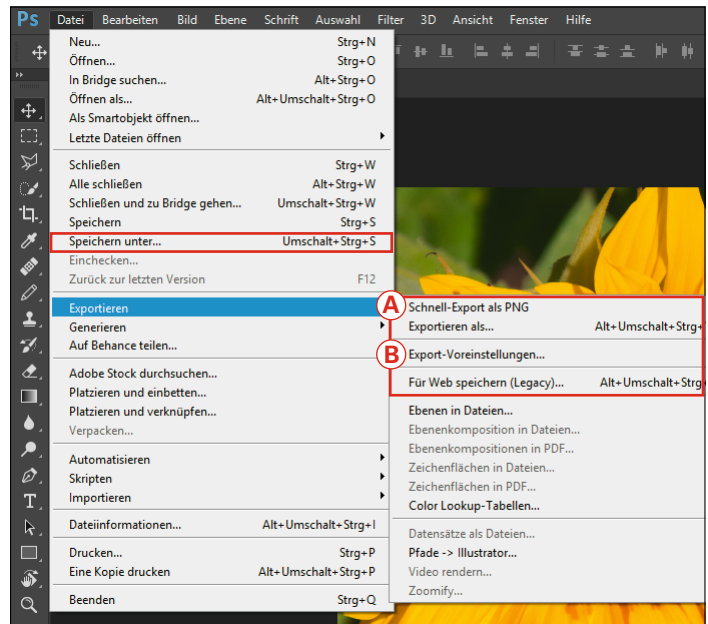 Ps Datei Bearbeiten Bild Ebene Schrift Auswahl Filter 3D Ansicht Fenster Hilfe
Neu... Strg+N
Öffnen... Strg+O
In Bridge suchen... Alt+Strg+O
Öffnen als... Alt+Umschalt+Strg+O
Als Smartobjekt öffnen...
Letzte Dateien öffnen
Schließen Strg+W
Alle schließen Alt+Strg+W
Schließen und zu Bridge gehen... Umschalt+Strg+W
Speichern Strg+S
Speichern unter... Umschalt+Strg+S
Einchecken...
Zurück zur letzten Version F12
Exportieren
Generieren
Auf Behance teilen...
Adobe Stock durchsuchen...
Platzieren und einbetten...
Platzieren und verknüpfen...
Verpacken...
Automatisieren
Skripten
Importieren
Dateiinformationen... Alt+Umschalt+Strg+I
Drucken... Strg+P
Eine Kopie drucken Alt+Umschalt+Strg+P
Beenden Strg+Q
A Schnell-Export als PNG
Exportieren als... Alt+Umschalt+Strg+
B Export-Voreinstellungen...
Für Web speichern (Legacy)... Alt+Umschalt+Strg
Ebenen in Dateien...
Ebenenkomposition in Dateien...
Ebenenkompositionen in PDF...
Zeichenflächen in Dateien...
Zeichenflächen in PDF...
Color Lookup-Tabellen...
Datensätze als Dateien...
Pfade -> Illustrator...
Video rendern...
Zoomify...